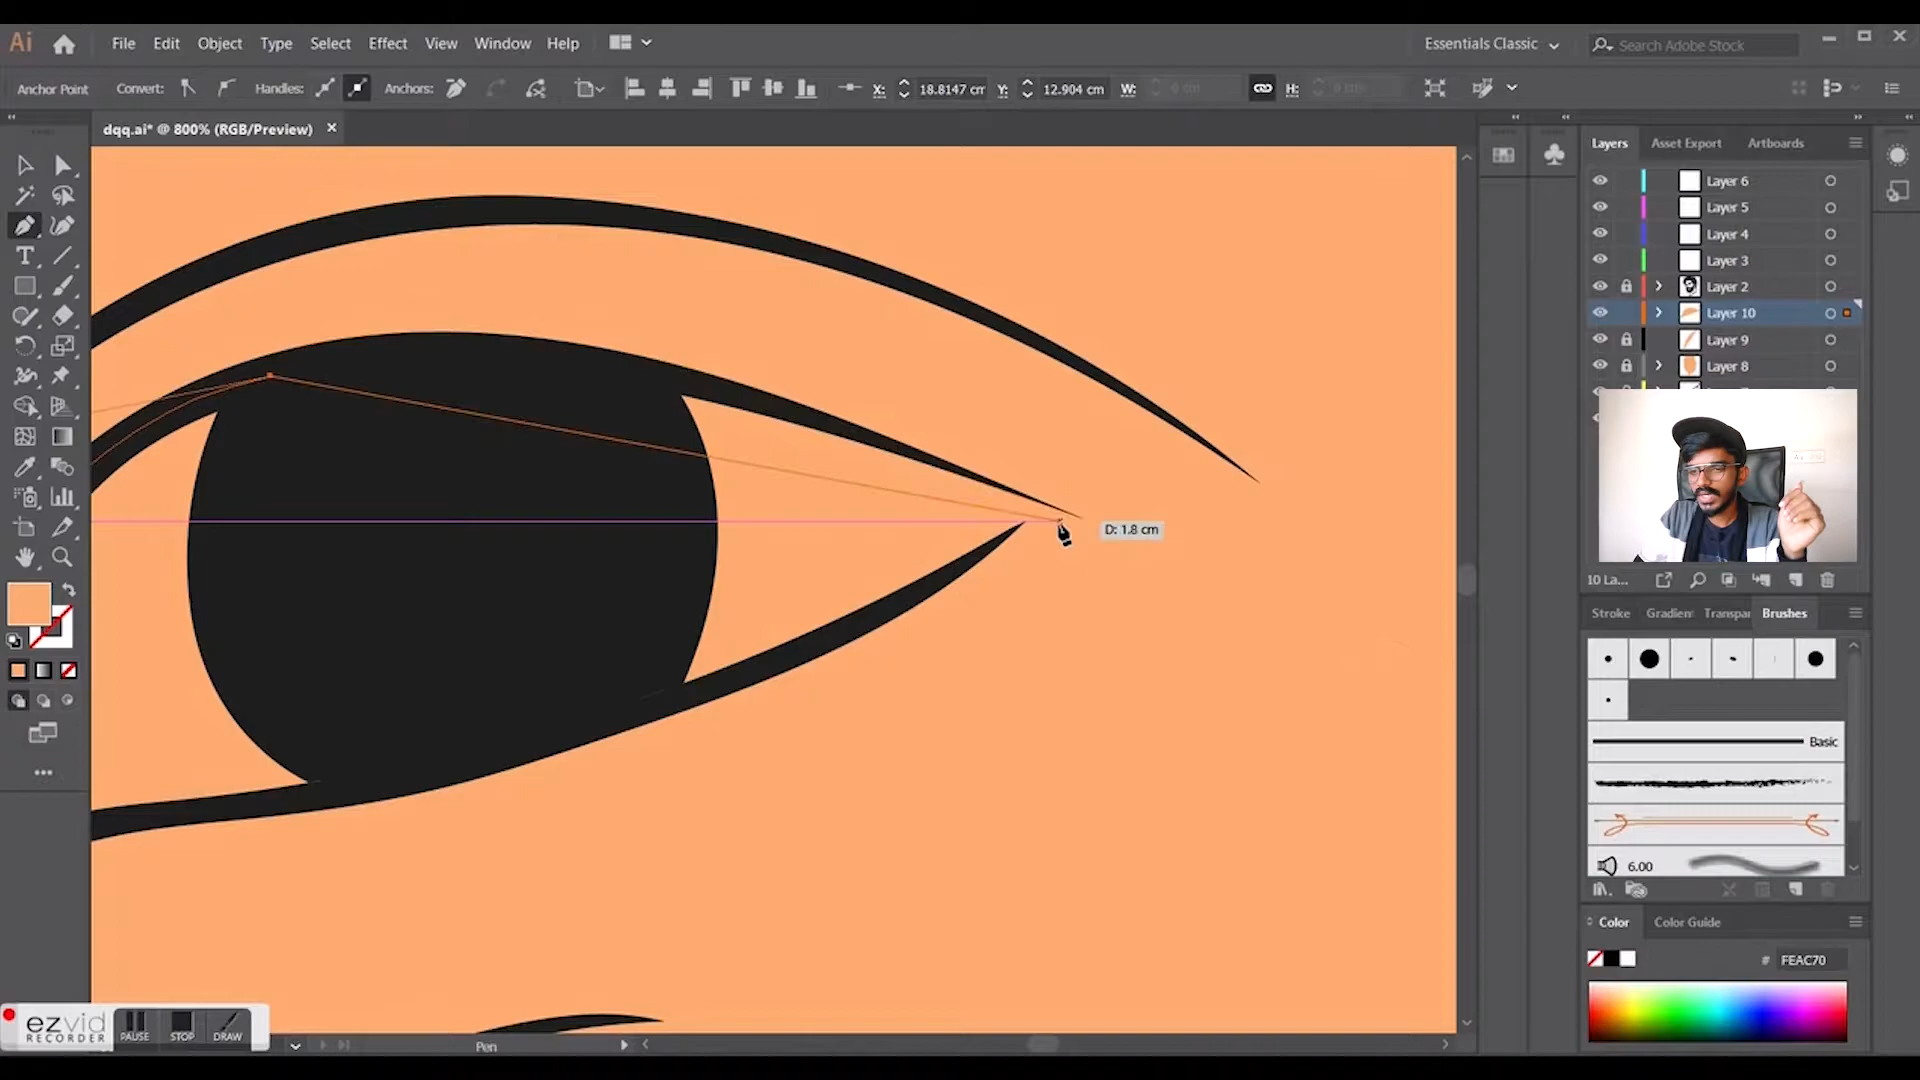 Ai File Edit Object Type Select Effect View Window Help Essentials Classic Search Adobe Stock
Anchor Point Convert: Handles: Anchors: X: 18.8147 cm Y: 12.904 cm W: H:
dqq.ai* @ 800% (RGB/Preview) ×
Layers Asset Export Artboards
Layer 6
Layer 5
Layer 4
Layer 3
Layer 2
Layer 10
Layer 9
Layer 8
D: 1.8 cm
10 La...
Stroke Gradien Transpar Brushes
Basic
6.00
Color Color Guide
# FEAC70
ezvid
RECORDER
PAUSE STOP DRAW
Pen